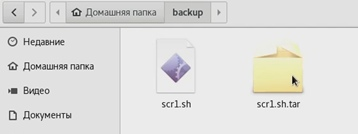 Домашняя папка backup
Недавние
Домашняя папка
Видео
Документы
scr1.sh scr1.sh.tar